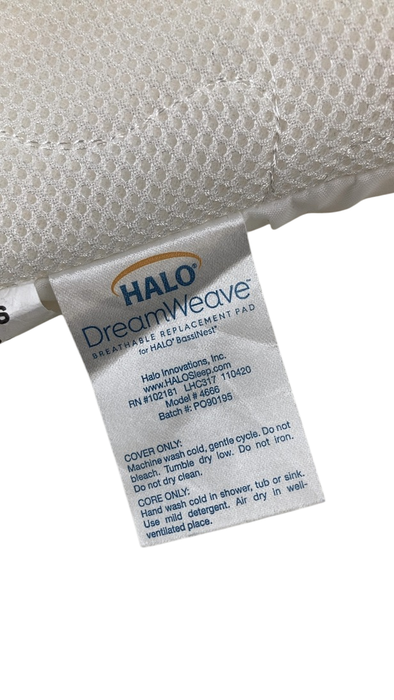 HALO®
DreamWeave™
BREATHABLE REPLACEMENT PAD
for HALO® BassiNest®
Halo Innovations, Inc.
www.HALOSleep.com
RN #102181 LHC317 110420
Model # 4666
Batch #: PO90195
COVER ONLY:
Machine wash cold, gentle cycle. Do not
bleach. Tumble dry low. Do not iron.
Do not dry clean.
CORE ONLY:
Hand wash cold in shower, tub or sink.
Use mild detergent. Air dry in well-
ventilated place.